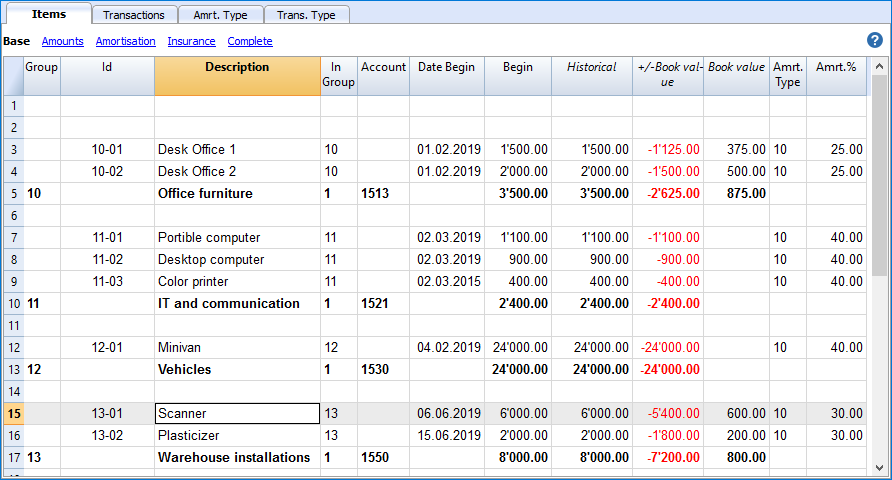 Items Transactions Amrt. Type Trans. Type
Base Amounts Amortisation Insurance Complete ?
Group Id Description In Group Account Date Begin Begin Historical +/-Book val-ue Book value Amrt. Type Amrt.%
1
2
3 10-01 Desk Office 1 10 01.02.2019 1'500.00 1'500.00 -1'125.00 375.00 10 25.00
4 10-02 Desk Office 2 10 01.02.2019 2'000.00 2'000.00 -1'500.00 500.00 10 25.00
5 10 Office furniture 1 1513 3'500.00 3'500.00 -2'625.00 875.00
6
7 11-01 Portible computer 11 02.03.2019 1'100.00 1'100.00 -1'100.00 10 40.00
8 11-02 Desktop computer 11 02.03.2019 900.00 900.00 -900.00 10 40.00
9 11-03 Color printer 11 02.03.2015 400.00 400.00 -400.00 10 40.00
10 11 IT and communication 1 1521 2'400.00 2'400.00 -2'400.00
11
12 12-01 Minivan 12 04.02.2019 24'000.00 24'000.00 -24'000.00 10 40.00
13 12 Vehicles 1 1530 24'000.00 24'000.00 -24'000.00
14
15 13-01 Scanner 13 06.06.2019 6'000.00 6'000.00 -5'400.00 600.00 10 30.00
16 13-02 Plasticizer 13 15.06.2019 2'000.00 2'000.00 -1'800.00 200.00 10 30.00
17 13 Warehouse installations 1 1550 8'000.00 8'000.00 -7'200.00 800.00